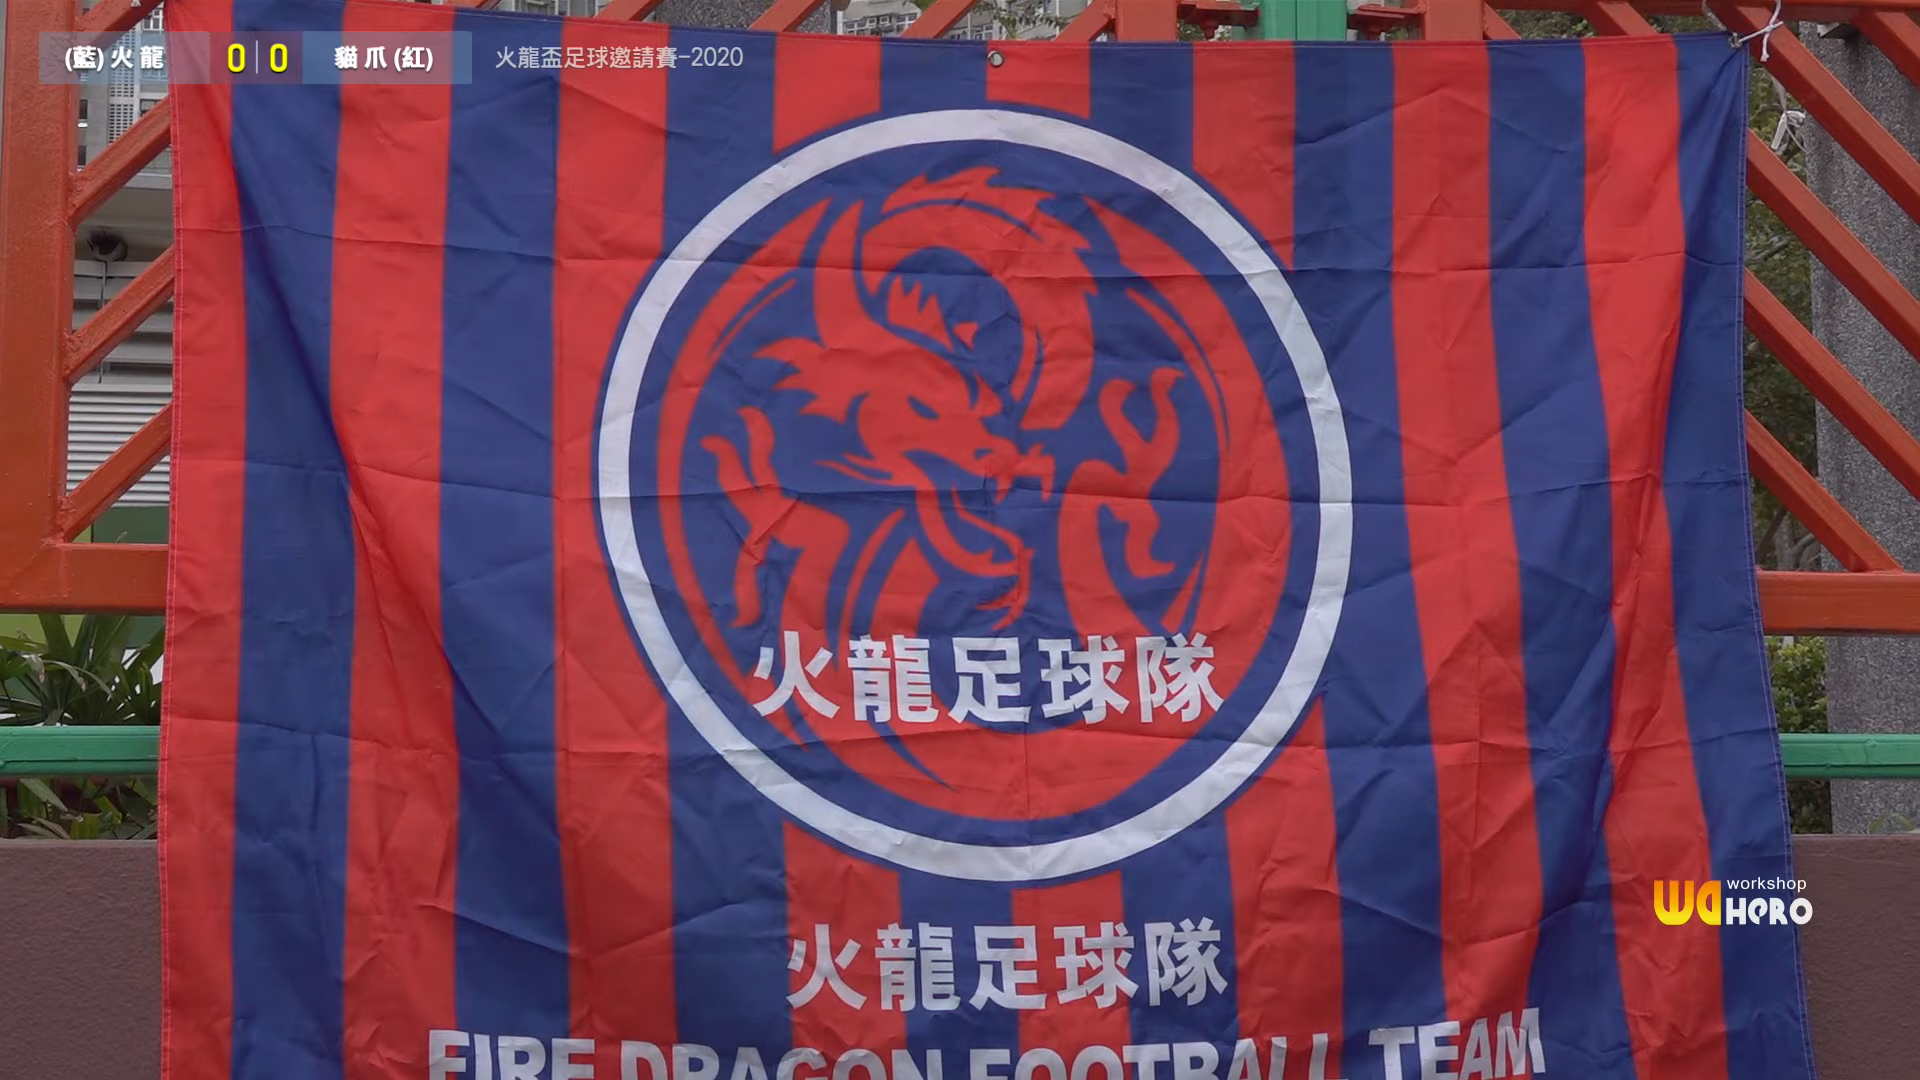 (藍) 火 龍 0 | 0 貓 爪 (紅) 火龍盃足球邀請賽-2020
火龍足球隊
workshop
WA HERO
火龍足球隊
FIRE DRAGON FOOTBALL TEAM